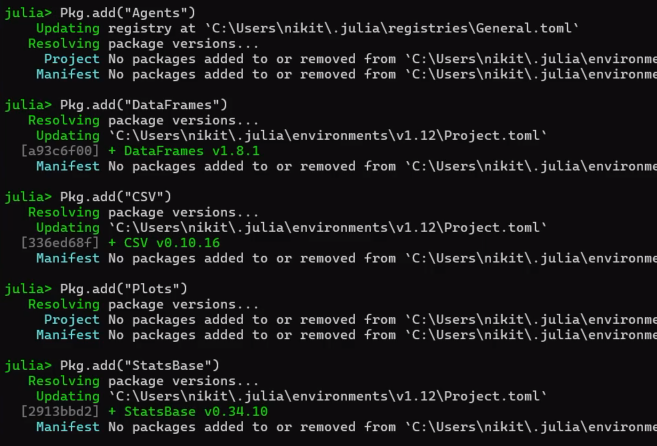 julia> Pkg.add("Agents")
    Updating registry at `C:\Users\nikit\.julia\registries\General.toml`
   Resolving package versions...
     Project No packages added to or removed from `C:\Users\nikit\.julia\environme
    Manifest No packages added to or removed from `C:\Users\nikit\.julia\environme
julia> Pkg.add("DataFrames")
   Resolving package versions...
    Updating `C:\Users\nikit\.julia\environments\v1.12\Project.toml`
  [a93c6f00] + DataFrames v1.8.1
    Manifest No packages added to or removed from `C:\Users\nikit\.julia\environme
julia> Pkg.add("CSV")
   Resolving package versions...
    Updating `C:\Users\nikit\.julia\environments\v1.12\Project.toml`
  [336ed68f] + CSV v0.10.16
    Manifest No packages added to or removed from `C:\Users\nikit\.julia\environme
julia> Pkg.add("Plots")
   Resolving package versions...
     Project No packages added to or removed from `C:\Users\nikit\.julia\environme
    Manifest No packages added to or removed from `C:\Users\nikit\.julia\environme
julia> Pkg.add("StatsBase")
   Resolving package versions...
    Updating `C:\Users\nikit\.julia\environments\v1.12\Project.toml`
  [2913bbd2] + StatsBase v0.34.10
    Manifest No packages added to or removed from `C:\Users\nikit\.julia\environme